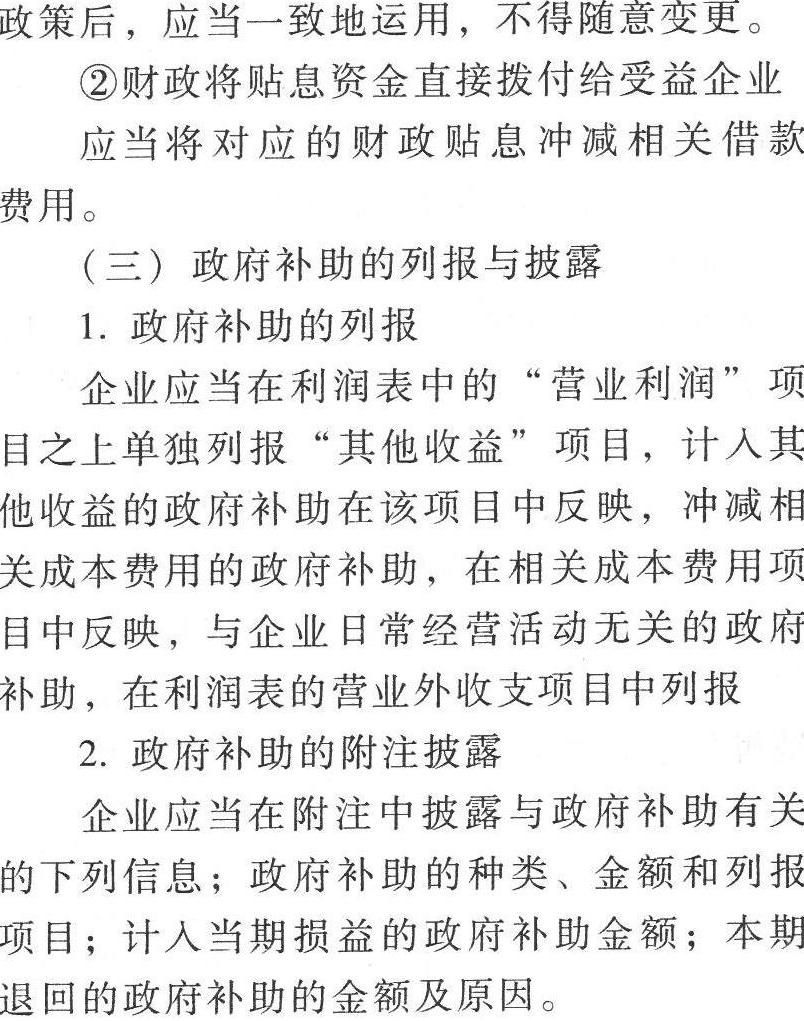 政策后，应当一致地运用，不得随意变更。
②财政将贴息资金直接拨付给受益企业
应当将对应的财政贴息冲减相关借款
费用。
（三）政府补助的列报与披露
1. 政府补助的列报
企业应当在利润表中的“营业利润”项
目之上单独列报“其他收益”项目，计入其
他收益的政府补助在该项目中反映，冲减相
关成本费用的政府补助，在相关成本费用项
目中反映，与企业日常经营活动无关的政府
补助，在利润表的营业外收支项目中列报
2. 政府补助的附注披露
企业应当在附注中披露与政府补助有关
的下列信息；政府补助的种类、金额和列报
项目；计入当期损益的政府补助金额；本期
退回的政府补助的金额及原因。